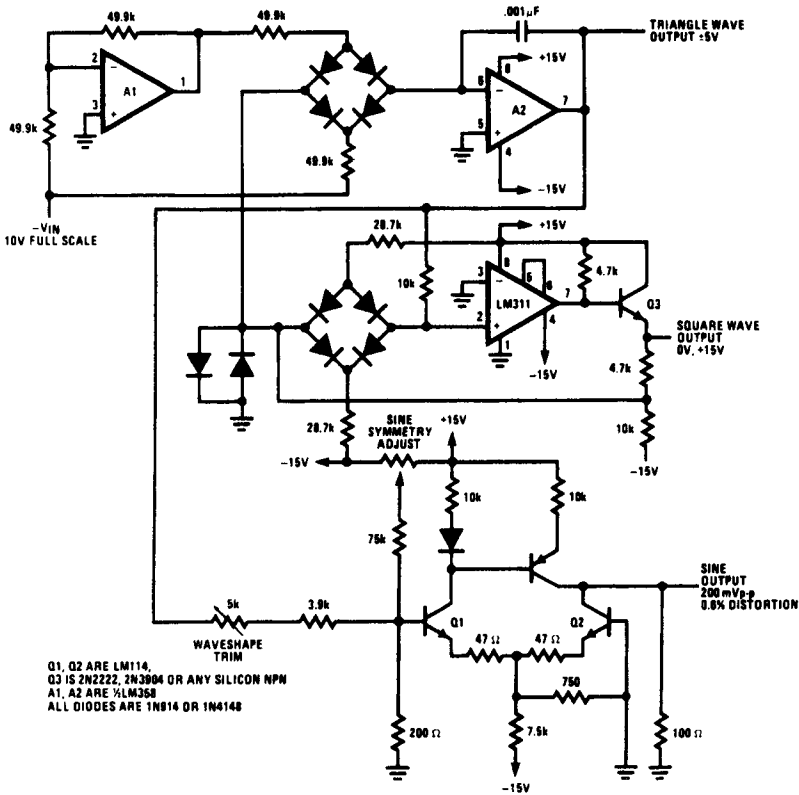 49.9k
49.9k
.001µF
TRIANGLE WAVE
OUTPUT ±5V
2
A1
1
3
49.9k
+15V
6
8
A2
7
5
4
49.9k
-15V
-VIN
10V FULL SCALE
28.7k
+15V
10k
3
8
5
6
4.7k
LM311
7
Q3
2
4
1
-15V
SQUARE WAVE
OUTPUT
0V, +15V
4.7k
28.7k
SINE
SYMMETRY
ADJUST
+15V
10k
-15V
-15V
10k
10k
75k
SINE
OUTPUT
200 mVp-p
0.6% DISTORTION
5k
3.9k
Q1
Q2
WAVESHAPE
TRIM
47 Ω
47 Ω
Q1, Q2 ARE LM114,
Q3 IS 2N2222, 2N3904 OR ANY SILICON NPN
A1, A2 ARE ½LM358
ALL DIODES ARE 1N914 OR 1N4148
750
200 Ω
7.5k
100 Ω
-15V